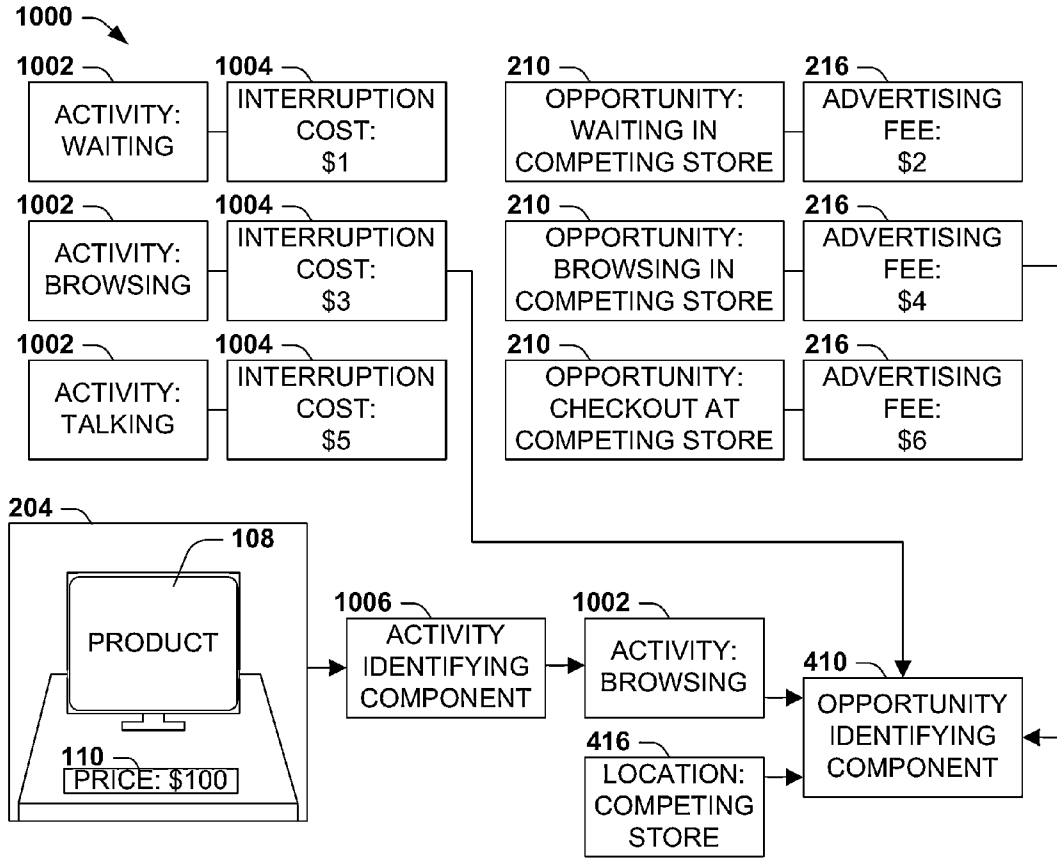 1000
1002
ACTIVITY:
WAITING
1004
INTERRUPTION
COST:
$1
210
OPPORTUNITY:
WAITING IN
COMPETING STORE
216
ADVERTISING
FEE:
$2
1002
ACTIVITY:
BROWSING
1004
INTERRUPTION
COST:
$3
210
OPPORTUNITY:
BROWSING IN
COMPETING STORE
216
ADVERTISING
FEE:
$4
1002
ACTIVITY:
TALKING
1004
INTERRUPTION
COST:
$5
210
OPPORTUNITY:
CHECKOUT AT
COMPETING STORE
216
ADVERTISING
FEE:
$6
204
108
PRODUCT
110
PRICE: $100
1006
ACTIVITY
IDENTIFYING
COMPONENT
1002
ACTIVITY:
BROWSING
416
LOCATION:
COMPETING
STORE
410
OPPORTUNITY
IDENTIFYING
COMPONENT